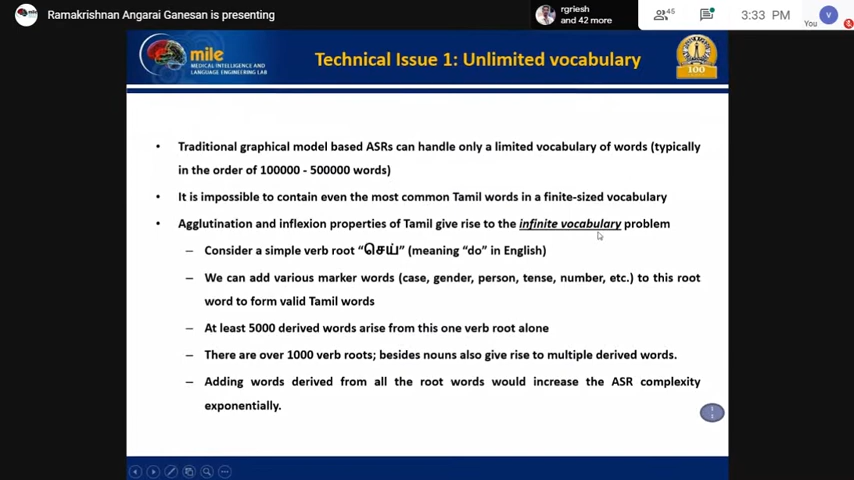 Ramakrishnan Angarai Ganesan is presenting
rgriesh
and 42 more
45
3:33 PM
You
V
mile
MEDICAL INTELLIGENCE AND
LANGUAGE ENGINEERING LAB
Technical Issue 1: Unlimited vocabulary
100
• Traditional graphical model based ASRs can handle only a limited vocabulary of words (typically
in the order of 100000 - 500000 words)
• It is impossible to contain even the most common Tamil words in a finite-sized vocabulary
• Agglutination and inflexion properties of Tamil give rise to the infinite vocabulary problem
– Consider a simple verb root “செய்” (meaning “do” in English)
– We can add various marker words (case, gender, person, tense, number, etc.) to this root
word to form valid Tamil words
– At least 5000 derived words arise from this one verb root alone
– There are over 1000 verb roots; besides nouns also give rise to multiple derived words.
– Adding words derived from all the root words would increase the ASR complexity
exponentially.